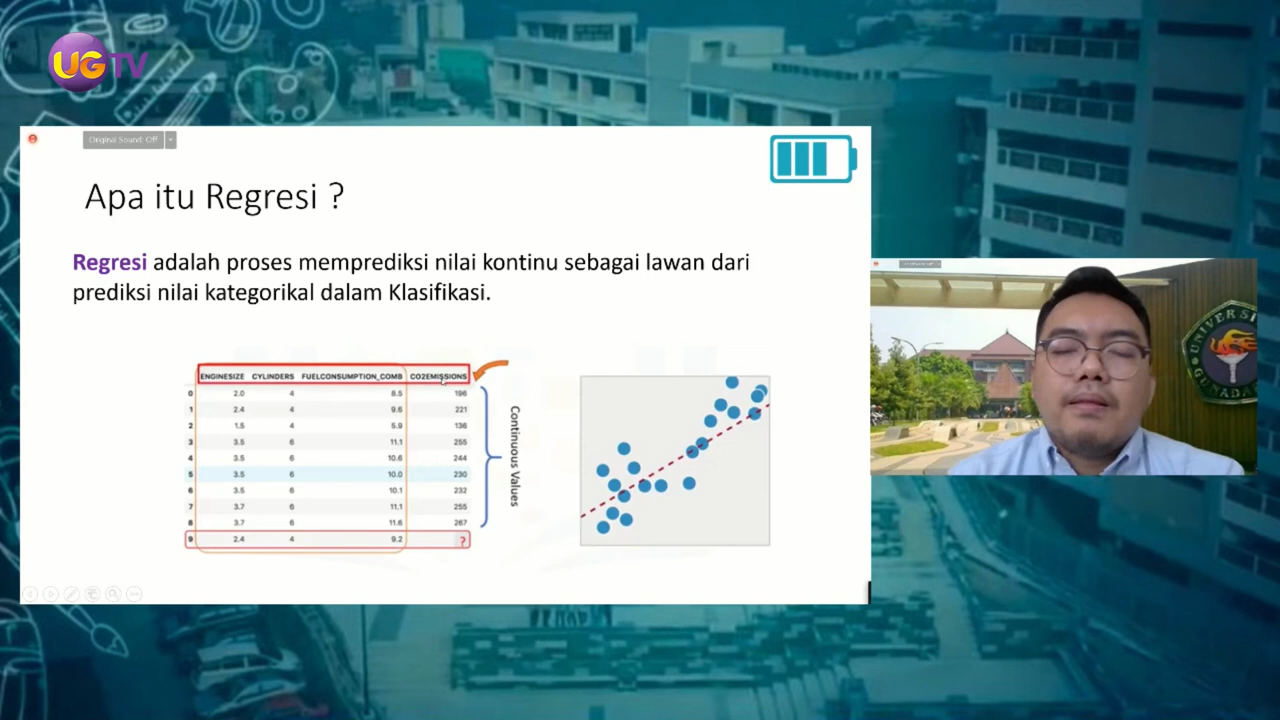 UGTV
Original Sound: Off
Apa itu Regresi ?
Regresi adalah proses memprediksi nilai kontinu sebagai lawan dari
prediksi nilai kategorikal dalam Klasifikasi.
ENGINESIZE CYLINDERS FUELCONSUMPTION_COMB CO2EMISSIONS
0 2.0 4 8.5 196
1 2.4 4 9.6 221
2 1.5 4 5.9 136
3 3.5 6 11.1 255
4 3.5 6 10.6 244
5 3.5 6 10.0 230
6 3.5 6 10.1 232
7 3.7 6 11.1 255
8 3.7 6 11.6 267
9 2.4 4 9.2 ?
Continuous Values